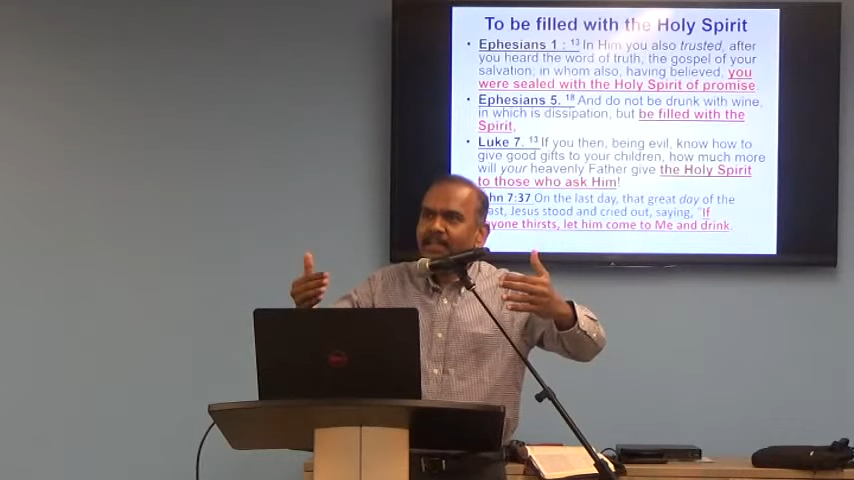 To be filled with the Holy Spirit
• Ephesians 1 : 13 In Him you also trusted, after
you heard the word of truth, the gospel of your
salvation; in whom also, having believed, you
were sealed with the Holy Spirit of promise,
• Ephesians 5. 18 And do not be drunk with wine,
in which is dissipation; but be filled with the
Spirit,
• Luke 7. 13 If you then, being evil, know how to
give good gifts to your children, how much more
will your heavenly Father give the Holy Spirit
to those who ask Him!
hn 7:37 On the last day, that great day of the
ast, Jesus stood and cried out, saying, "If
yone thirsts, let him come to Me and drink.